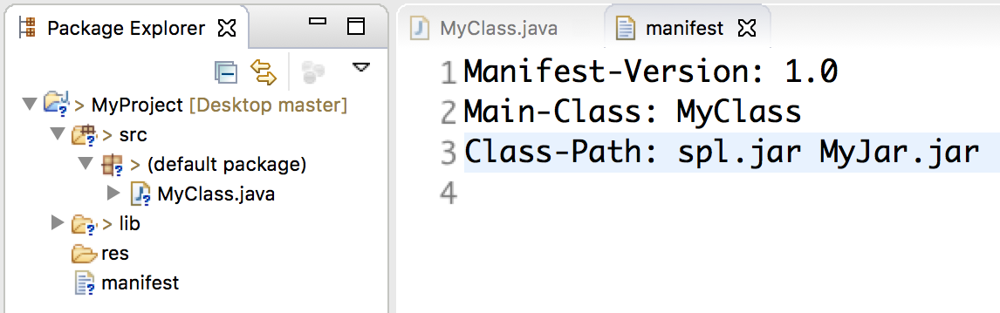 Package Explorer
> MyProject [Desktop master]
> src
> (default package)
MyClass.java
> lib
res
manifest
MyClass.java
manifest
1 Manifest-Version: 1.0
2 Main-Class: MyClass
3 Class-Path: spl.jar MyJar.jar
4